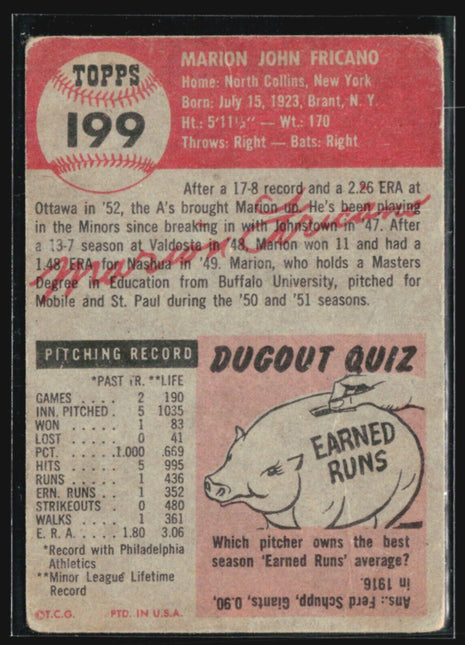 TOPPS
199
MARION JOHN FRICANO
Home: North Collins, New York
Born: July 15, 1923, Brant, N. Y.
Ht.: 5'11½" — Wt.: 170
Throws: Right — Bats: Right
After a 17-8 record and a 2.26 ERA at
Ottawa in '52, the A's brought Marion up. He's been playing
in the Minors since breaking in with Johnstown in '47. After
a 13-7 season at Valdosta in '48, Marion won 11 and had a
1.48 ERA for Nashua in '49. Marion, who holds a Masters
Degree in Education from Buffalo University, pitched for
Mobile and St. Paul during the '50 and '51 seasons.
Marion Fricano
PITCHING RECORD
*PAST YR. **LIFE
GAMES . . . . 2 190
INN. PITCHED . 5 1035
WON . . . . . 1 83
LOST . . . . . 0 41
PCT. . . . .1.000 .669
HITS . . . . . 5 995
RUNS . . . . . 1 436
ERN. RUNS . . 1 352
STRIKEOUTS . 0 480
WALKS . . . . 1 361
E. R. A. . . . 1.80 3.06
*Record with Philadelphia
Athletics
**Minor League Lifetime
Record
©T.C.G. PTD. IN U.S.A.
DUGOUT QUIZ
EARNED
RUNS
Which pitcher owns the best
season 'Earned Runs' average?
Ans.: Ferd Schupp, Giants, 0.90,
in 1916.